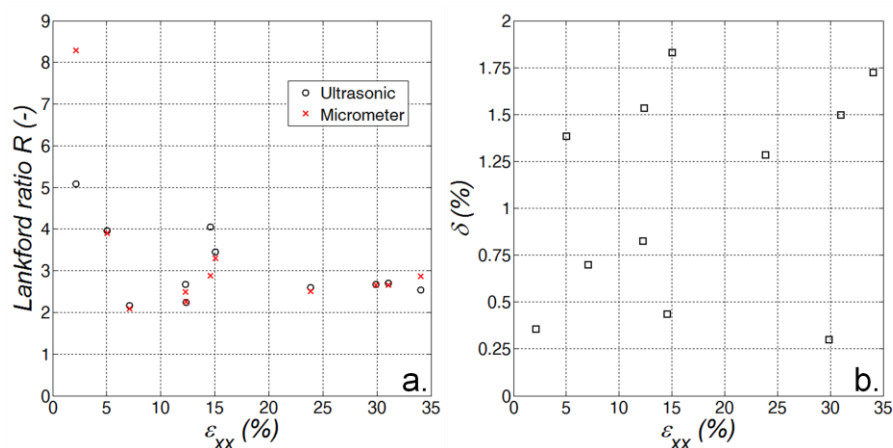 Lankford ratio R (-)
9
8
7
6
5
4
3
2
1
0
Ultrasonic
Micrometer
a.
0 5 10 15 20 25 30 35
εxx (%)
δ (%)
2
1.75
1.5
1.25
1
0.75
0.5
0.25
0
b.
0 5 10 15 20 25 30 35
εxx (%)